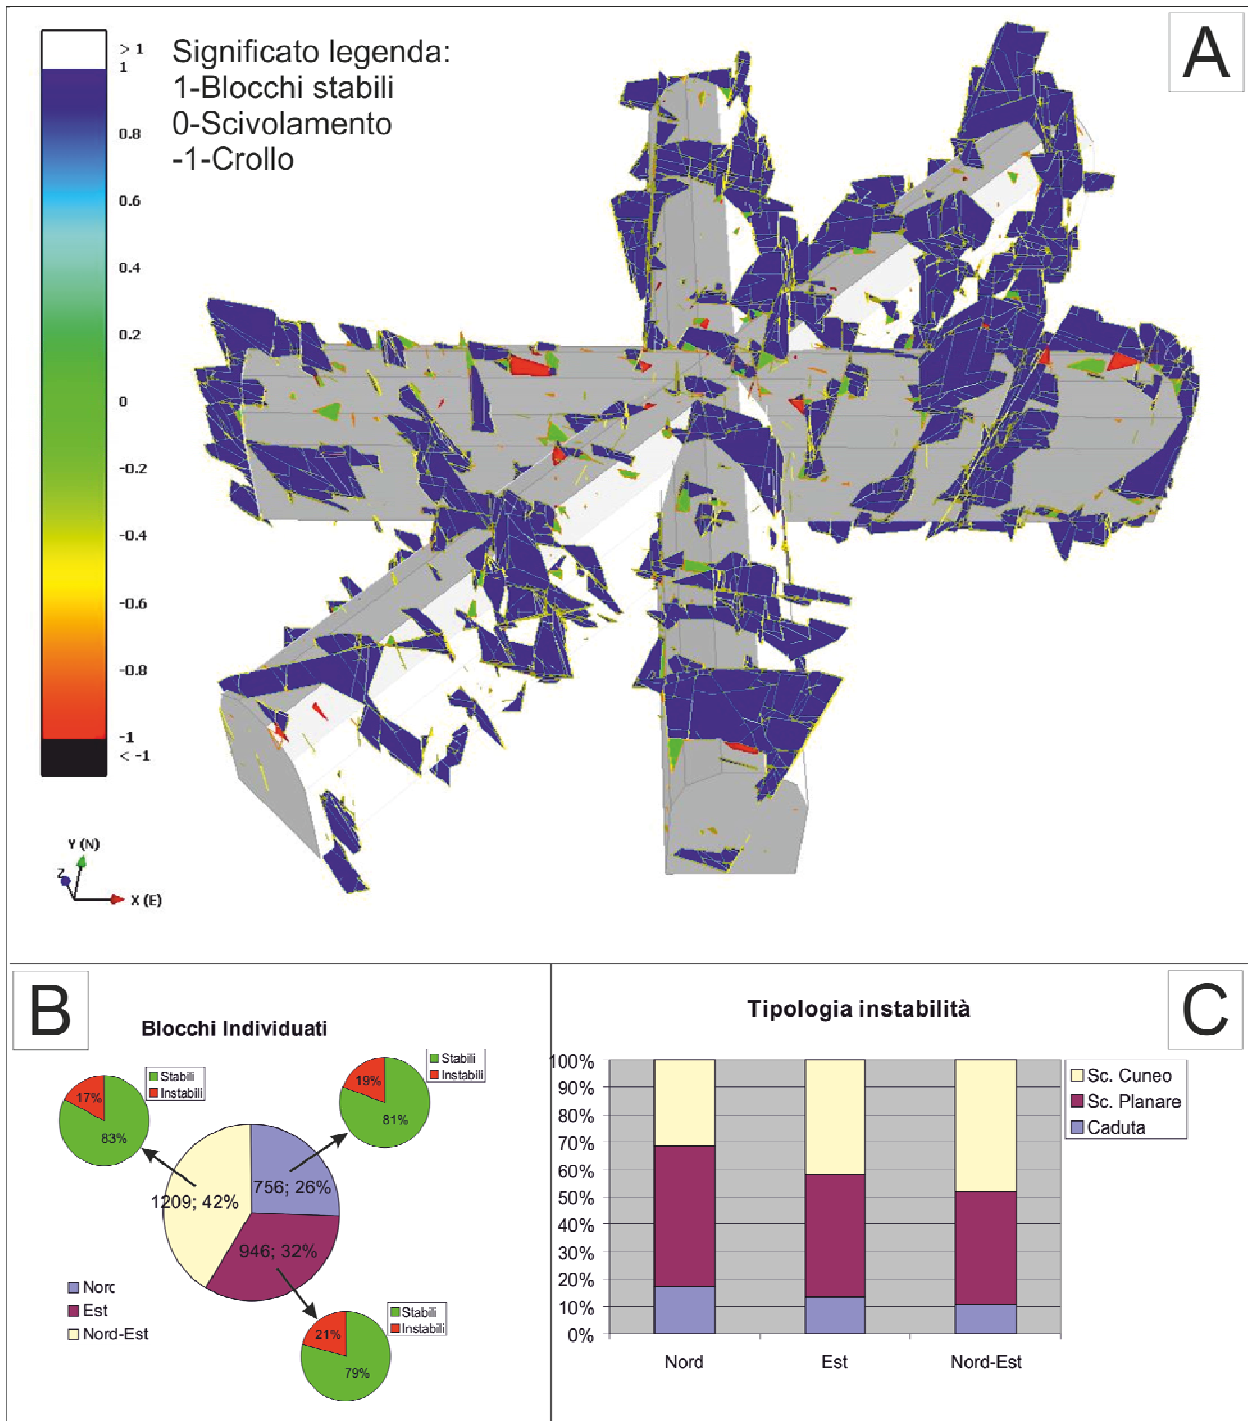 A
Significato legenda:
1-Blocchi stabili
0-Scivolamento
-1-Crollo
> 1
1
0.8
0.6
0.4
0.2
0
-0.2
-0.4
-0.6
-0.8
-1
< -1
Y (N)
Z
X (E)
B
Blocchi Individuati
Stabili
Instabili
17%
83%
Stabili
Instabili
19%
81%
1209; 42%
756; 26%
946; 32%
Nord
Est
Nord-Est
Stabili
Instabili
21%
79%
C
Tipologia instabilità
100%
90%
80%
70%
60%
50%
40%
30%
20%
10%
0%
Nord
Est
Nord-Est
Sc. Cuneo
Sc. Planare
Caduta